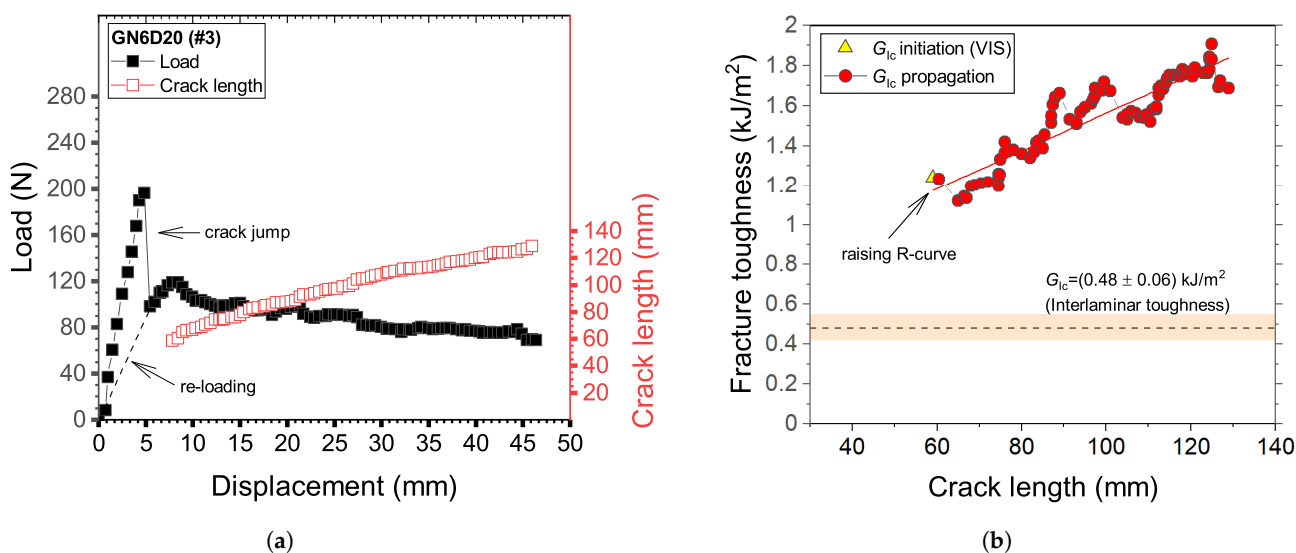 GN6D20 (#3)
Load
Crack length
Load (N)
280
240
200
160
120
80
40
0
crack jump
re-loading
0 5 10 15 20 25 30 35 40 45 50
Displacement (mm)
140
120
100
80
60
40
20
Crack length (mm)
(a)
Fracture toughness (kJ/m²)
2
1.8
1.6
1.4
1.2
1
0.8
0.6
0.4
0.2
0
GIc initiation (VIS)
GIc propagation
raising R-curve
GIc=(0.48 ± 0.06) kJ/m²
(Interlaminar toughness)
40 60 80 100 120 140
Crack length (mm)
(b)